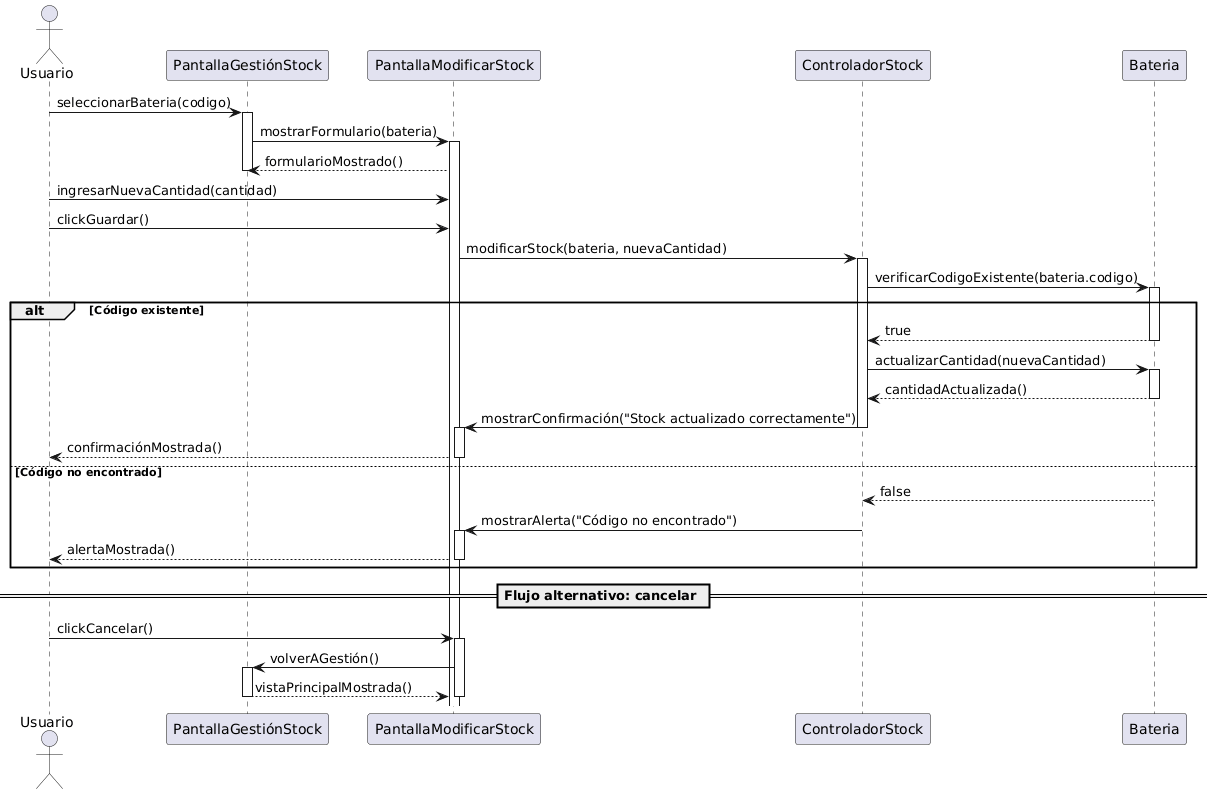 Usuario
PantallaGestiónStock
PantallaModificarStock
ControladorStock
Bateria
seleccionarBateria(codigo)
mostrarFormulario(bateria)
formularioMostrado()
ingresarNuevaCantidad(cantidad)
clickGuardar()
modificarStock(bateria, nuevaCantidad)
verificarCodigoExistente(bateria.codigo)
alt
[Código existente]
true
actualizarCantidad(nuevaCantidad)
cantidadActualizada()
mostrarConfirmación("Stock actualizado correctamente")
confirmaciónMostrada()
[Código no encontrado]
false
mostrarAlerta("Código no encontrado")
alertaMostrada()
Flujo alternativo: cancelar
clickCancelar()
volverAGestión()
vistaPrincipalMostrada()
Usuario
PantallaGestiónStock
PantallaModificarStock
ControladorStock
Bateria